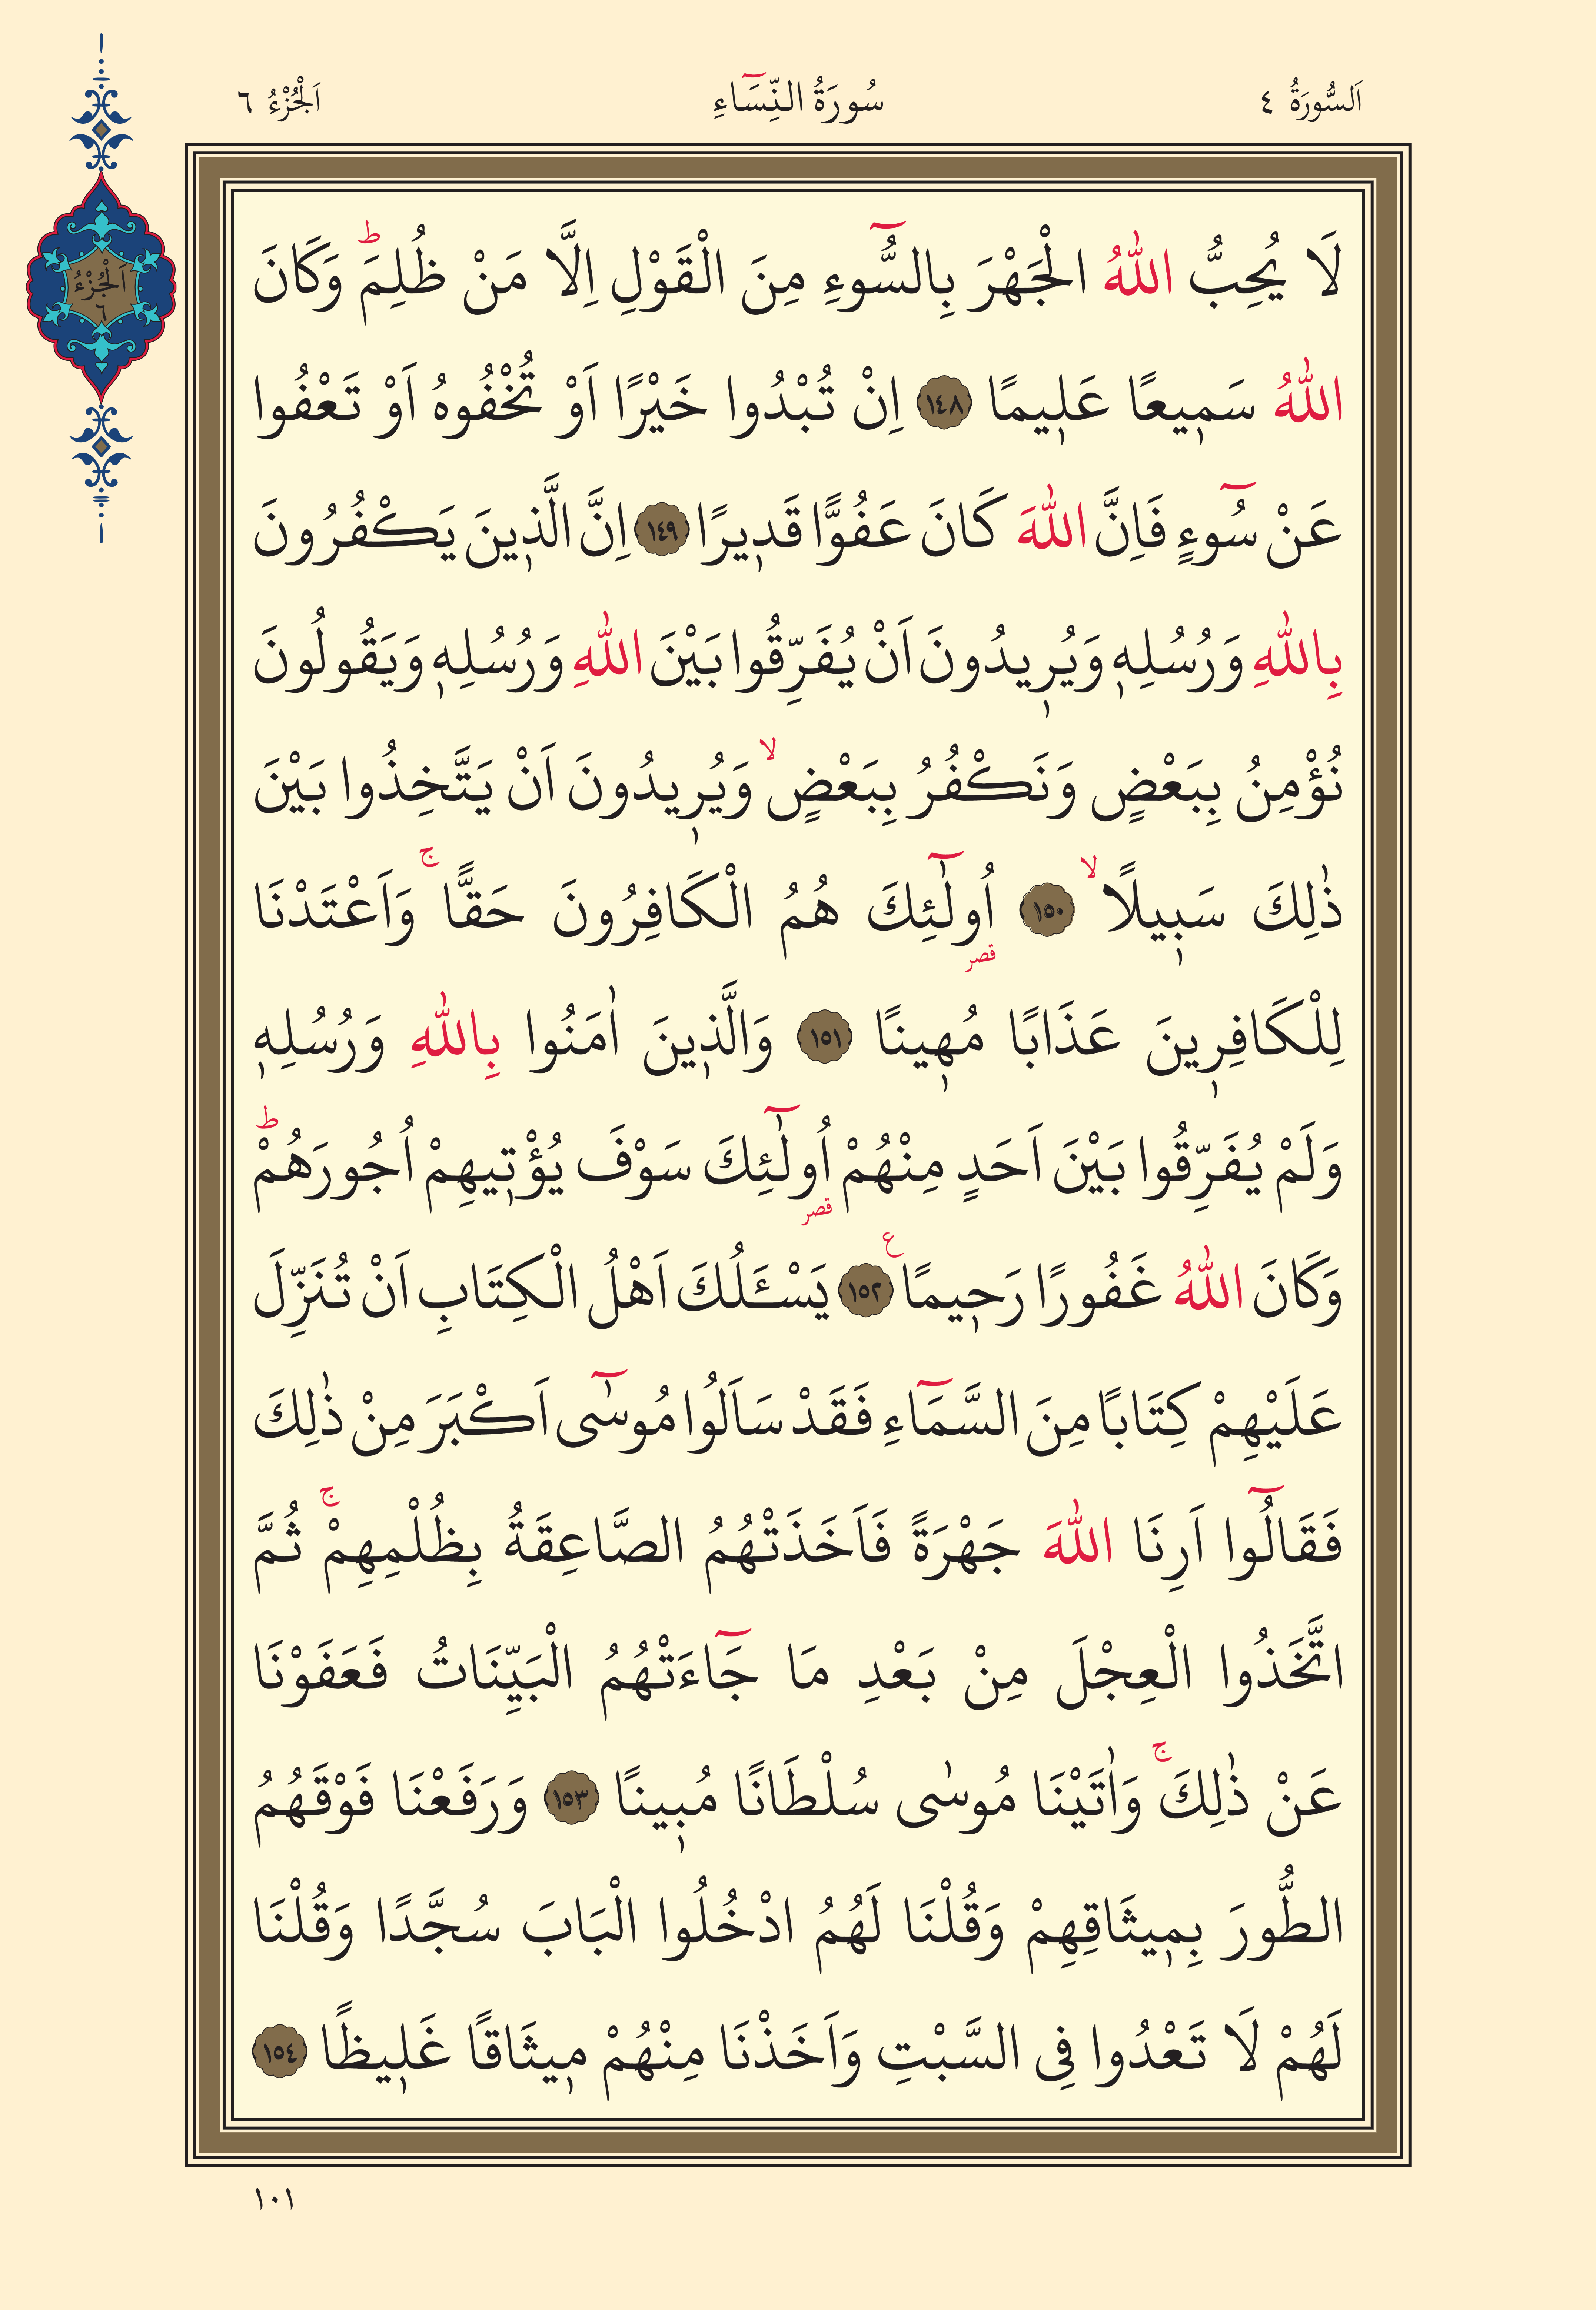 اَلسُّورَةُ ٤ سُورَةُ النِّسَٓاءِ اَلْجُزْءُ ٦
اَلْجُزْءُ
٦
لَا يُحِبُّ اللّٰهُ الْجَهْرَ بِالسُّٓوءِ مِنَ الْقَوْلِ اِلَّا مَنْ ظُلِمَۜ وَكَانَ
اللّٰهُ سَم۪يعًا عَل۪يمًا ﴿١٤٨﴾ اِنْ تُبْدُوا خَيْرًا اَوْ تُخْفُوهُ اَوْ تَعْفُوا
عَنْ سُٓوءٍ فَاِنَّ اللّٰهَ كَانَ عَفُوًّا قَد۪يرًا ﴿١٤٩﴾ اِنَّ الَّذ۪ينَ يَكْفُرُونَ
بِاللّٰهِ وَرُسُلِه۪ وَيُر۪يدُونَ اَنْ يُفَرِّقُوا بَيْنَ اللّٰهِ وَرُسُلِه۪ وَيَقُولُونَ
نُؤْمِنُ بِبَعْضٍ وَنَكْفُرُ بِبَعْضٍۙ وَيُر۪يدُونَ اَنْ يَتَّخِذُوا بَيْنَ
ذٰلِكَ سَب۪يلًاۙ ﴿١٥٠﴾ اُو۬لٰٓئِكَ هُمُ الْكَافِرُونَ حَقًّاۚ وَاَعْتَدْنَا
قصر
لِلْكَافِر۪ينَ عَذَابًا مُه۪ينًا ﴿١٥١﴾ وَالَّذ۪ينَ اٰمَنُوا بِاللّٰهِ وَرُسُلِه۪
وَلَمْ يُفَرِّقُوا بَيْنَ اَحَدٍ مِنْهُمْ اُو۬لٰٓئِكَ سَوْفَ يُؤْت۪يهِمْ اُجُورَهُمْۜ
قصر
وَكَانَ اللّٰهُ غَفُورًا رَح۪يمًا ع ﴿١٥٢﴾ يَسْـَٔلُكَ اَهْلُ الْكِتَابِ اَنْ تُنَزِّلَ
عَلَيْهِمْ كِتَابًا مِنَ السَّمَٓاءِ فَقَدْ سَاَلُوا مُوسٰٓى اَكْبَرَ مِنْ ذٰلِكَ
فَقَالُٓوا اَرِنَا اللّٰهَ جَهْرَةً فَاَخَذَتْهُمُ الصَّاعِقَةُ بِظُلْمِهِمْۚ ثُمَّ
اتَّخَذُوا الْعِجْلَ مِنْ بَعْدِ مَا جَٓاءَتْهُمُ الْبَيِّنَاتُ فَعَفَوْنَا
عَنْ ذٰلِكَۚ وَاٰتَيْنَا مُوسٰى سُلْطَانًا مُب۪ينًا ﴿١٥٣﴾ وَرَفَعْنَا فَوْقَهُمُ
الطُّورَ بِم۪يثَاقِهِمْ وَقُلْنَا لَهُمُ ادْخُلُوا الْبَابَ سُجَّدًا وَقُلْنَا
لَهُمْ لَا تَعْدُوا فِى السَّبْتِ وَاَخَذْنَا مِنْهُمْ م۪يثَاقًا غَل۪يظًا ﴿١٥٤﴾
١٠١